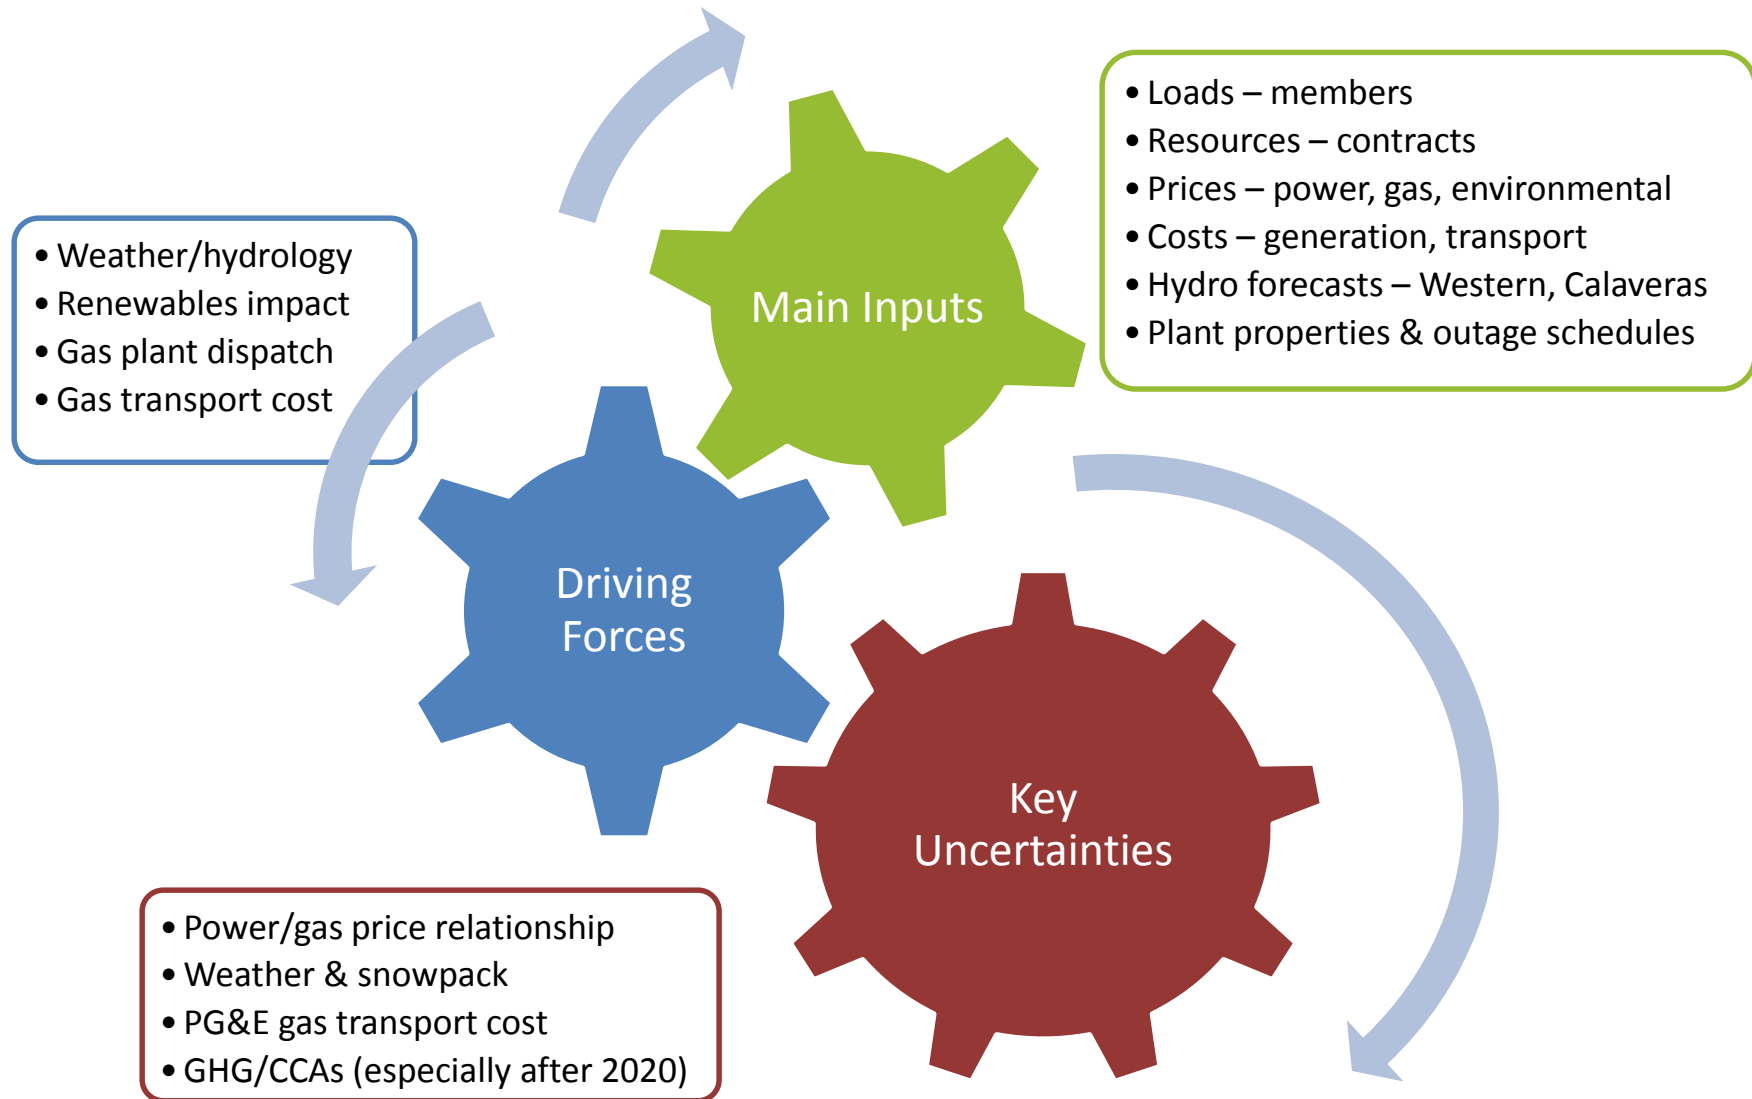 Main Inputs
• Loads – members
• Resources – contracts
• Prices – power, gas, environmental
• Costs – generation, transport
• Hydro forecasts – Western, Calaveras
• Plant properties & outage schedules
• Weather/hydrology
• Renewables impact
• Gas plant dispatch
• Gas transport cost
Driving
Forces
Key
Uncertainties
• Power/gas price relationship
• Weather & snowpack
• PG&E gas transport cost
• GHG/CCAs (especially after 2020)